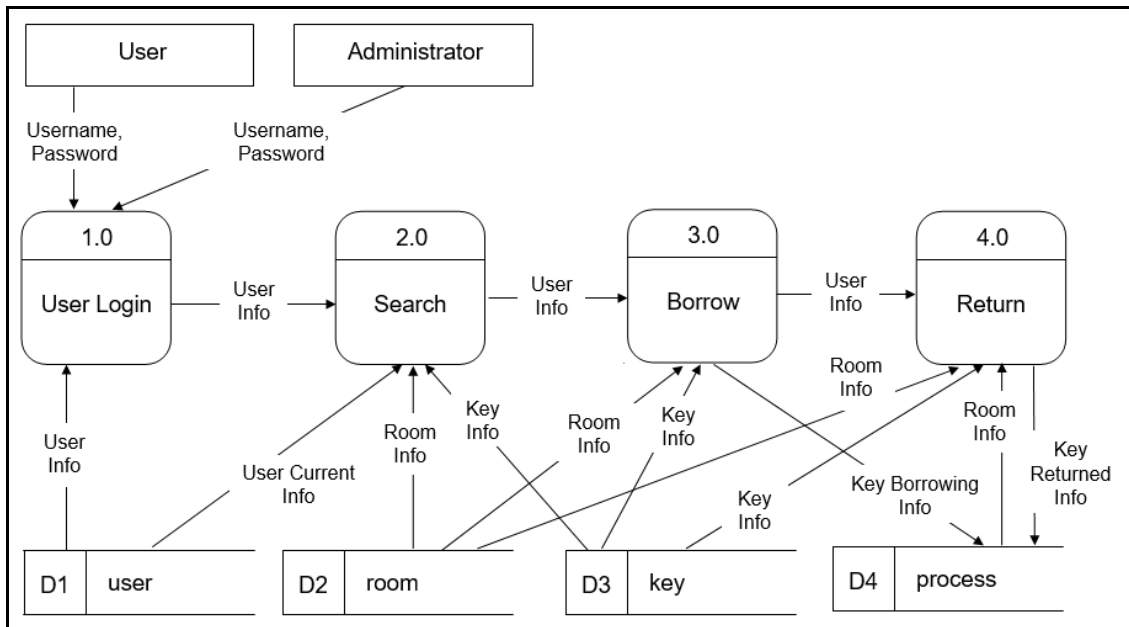 User
Administrator
Username,
Password
Username,
Password
1.0
User Login
2.0
Search
3.0
Borrow
4.0
Return
User
Info
User
Info
User
Info
User
Info
User Current
Info
Room
Info
Key
Info
Room
Info
Key
Info
Room
Info
Key
Info
Key Borrowing
Info
Room
Info
Key
Returned
Info
D1
user
D2
room
D3
key
D4
process